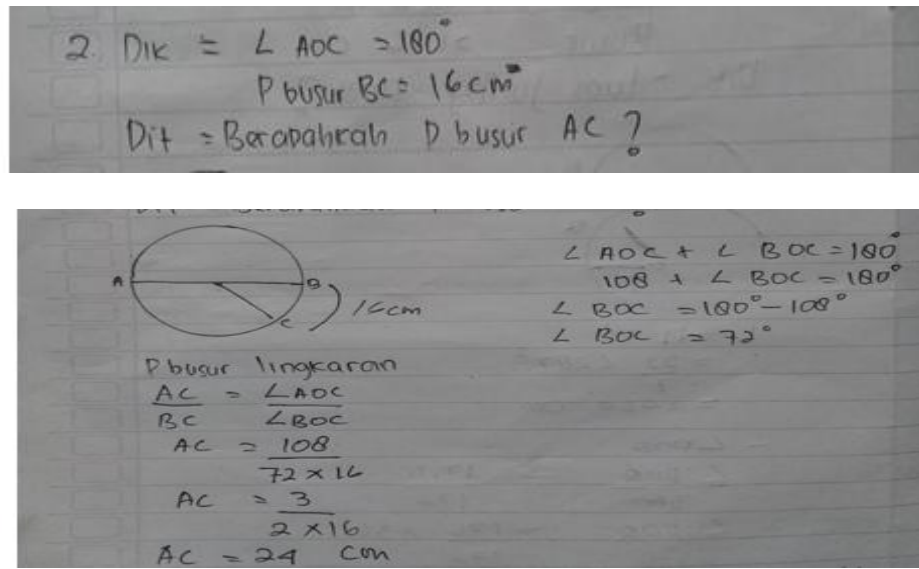 2. Dik = ∠ AOC = 180°
P busur BC = 16 cm
Dit = Berapahkah P busur AC ?
A
B
C
16 cm
∠ AOC + ∠ BOC = 180°
108 + ∠ BOC = 180°
∠ BOC = 180° - 108°
∠ BOC = 72°
P busur lingkaran
AC = ∠AOC
BC ∠BOC
AC = 108
72 × 16
AC = 3
2 × 16
AC = 24 cm